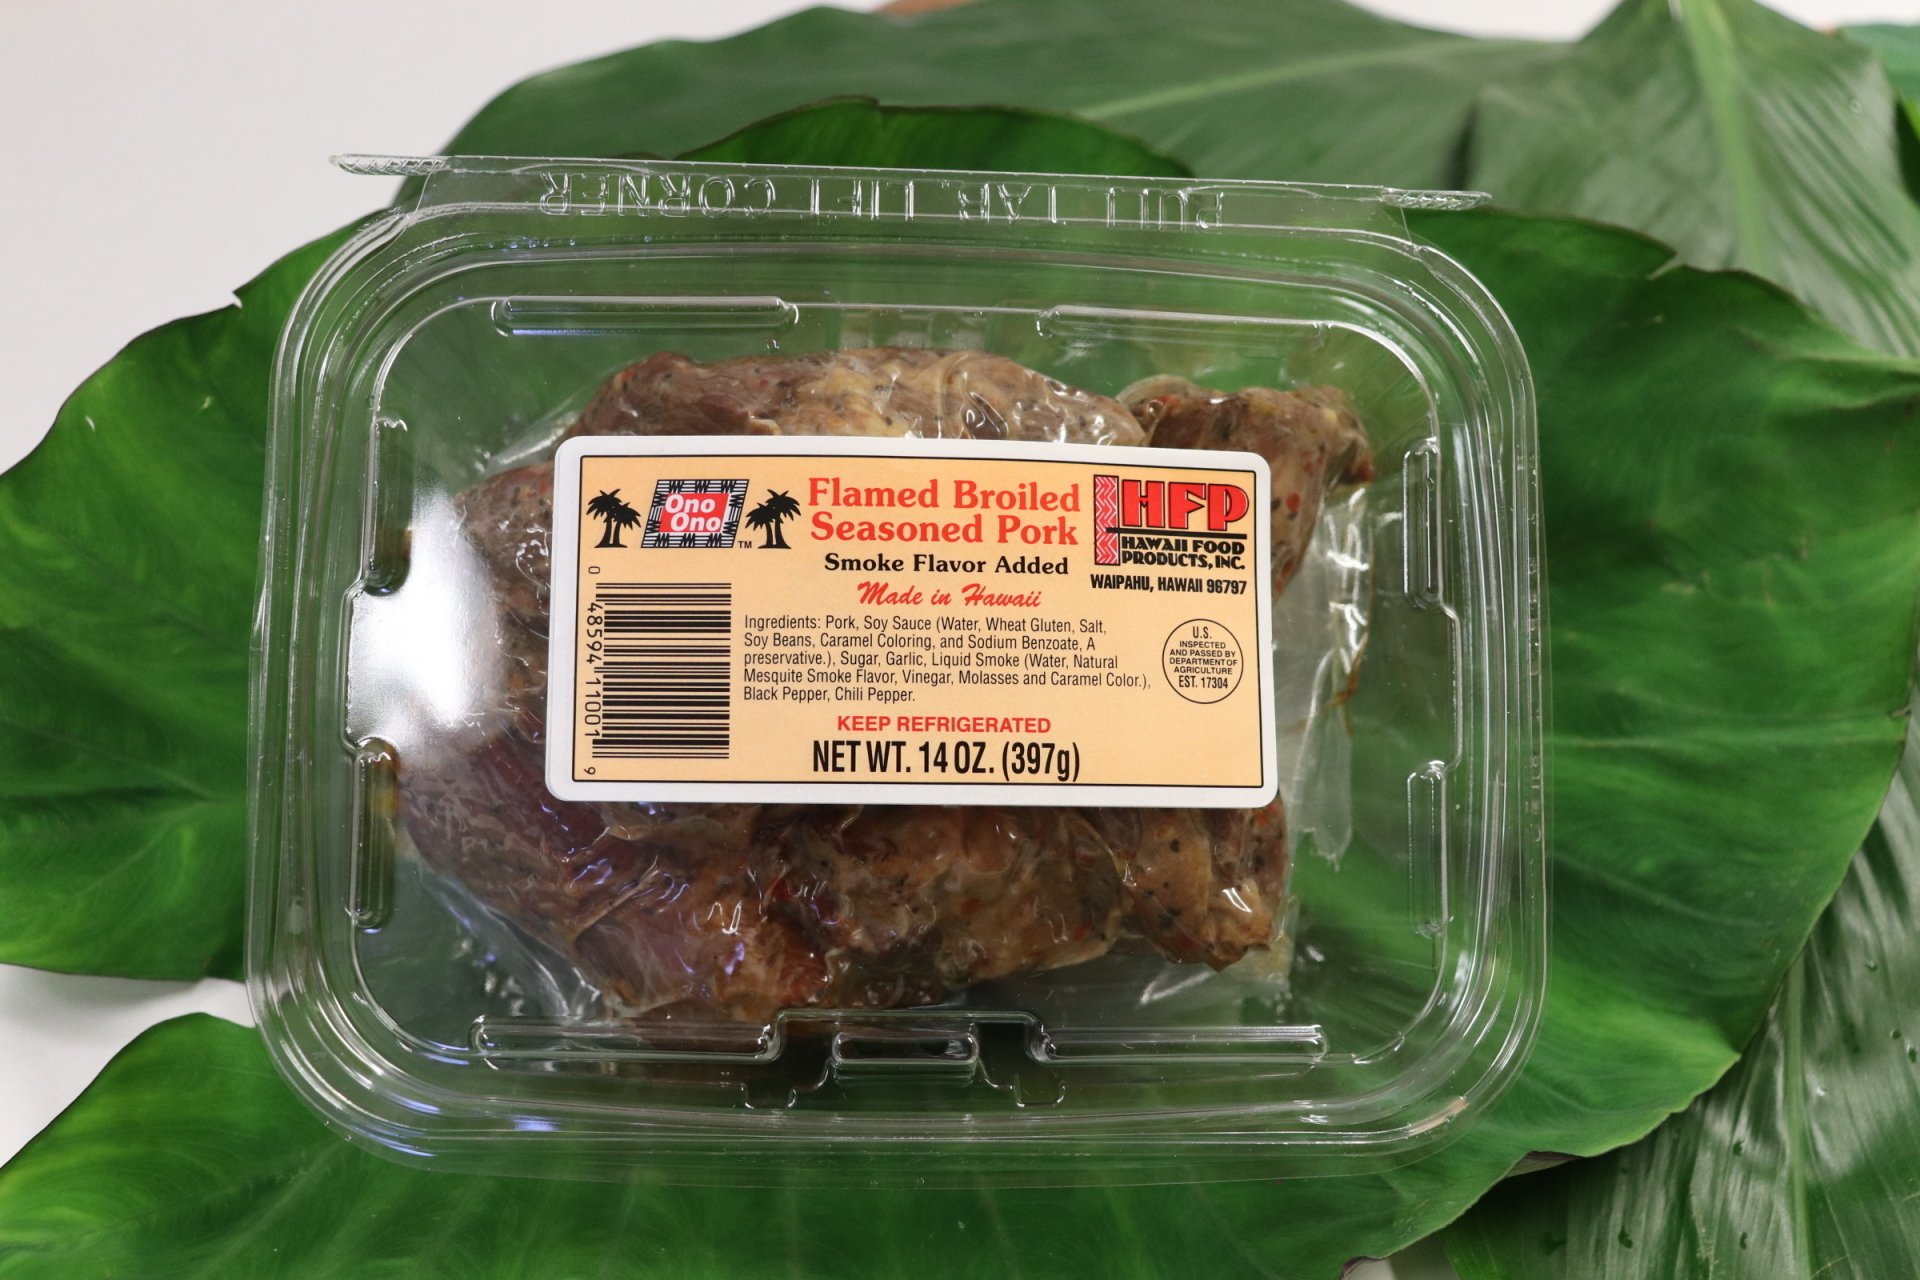 PULL TAB, LIFT CORNER
Ono
Ono
TM
Flamed Broiled
Seasoned Pork
Smoke Flavor Added
Made in Hawaii
HFP
HAWAII FOOD
PRODUCTS, INC.
WAIPAHU, HAWAII 96797
Ingredients: Pork, Soy Sauce (Water, Wheat Gluten, Salt,
Soy Beans, Caramel Coloring, and Sodium Benzoate, A
preservative.), Sugar, Garlic, Liquid Smoke (Water, Natural
Mesquite Smoke Flavor, Vinegar, Molasses and Caramel Color.),
Black Pepper, Chili Pepper.
U.S.
INSPECTED
AND PASSED BY
DEPARTMENT OF
AGRICULTURE
EST. 17304
KEEP REFRIGERATED
NET WT. 14 OZ. (397g)
0 48594 11001 9